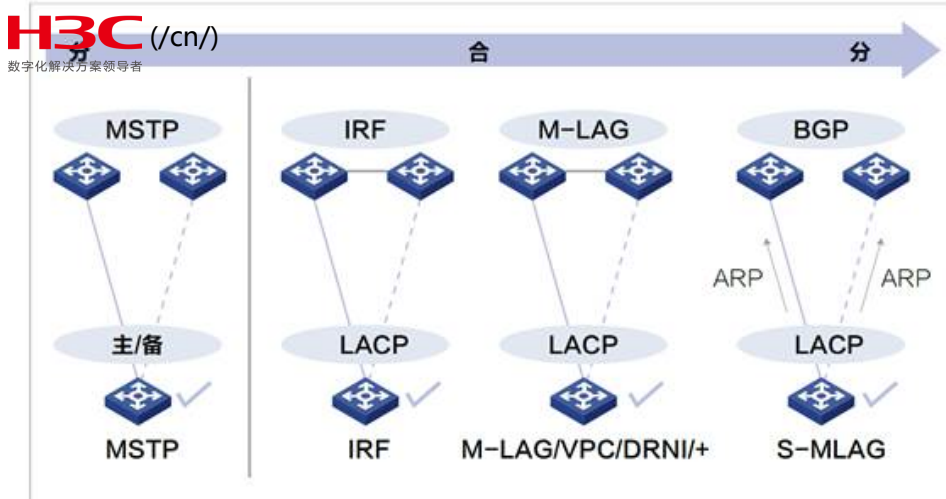 H3C (/cn/)
数字化解决方案领导者
分 合 分
MSTP IRF M-LAG BGP
ARP ARP
主/备 LACP LACP LACP
MSTP IRF M-LAG/VPC/DRNI/+ S-MLAG